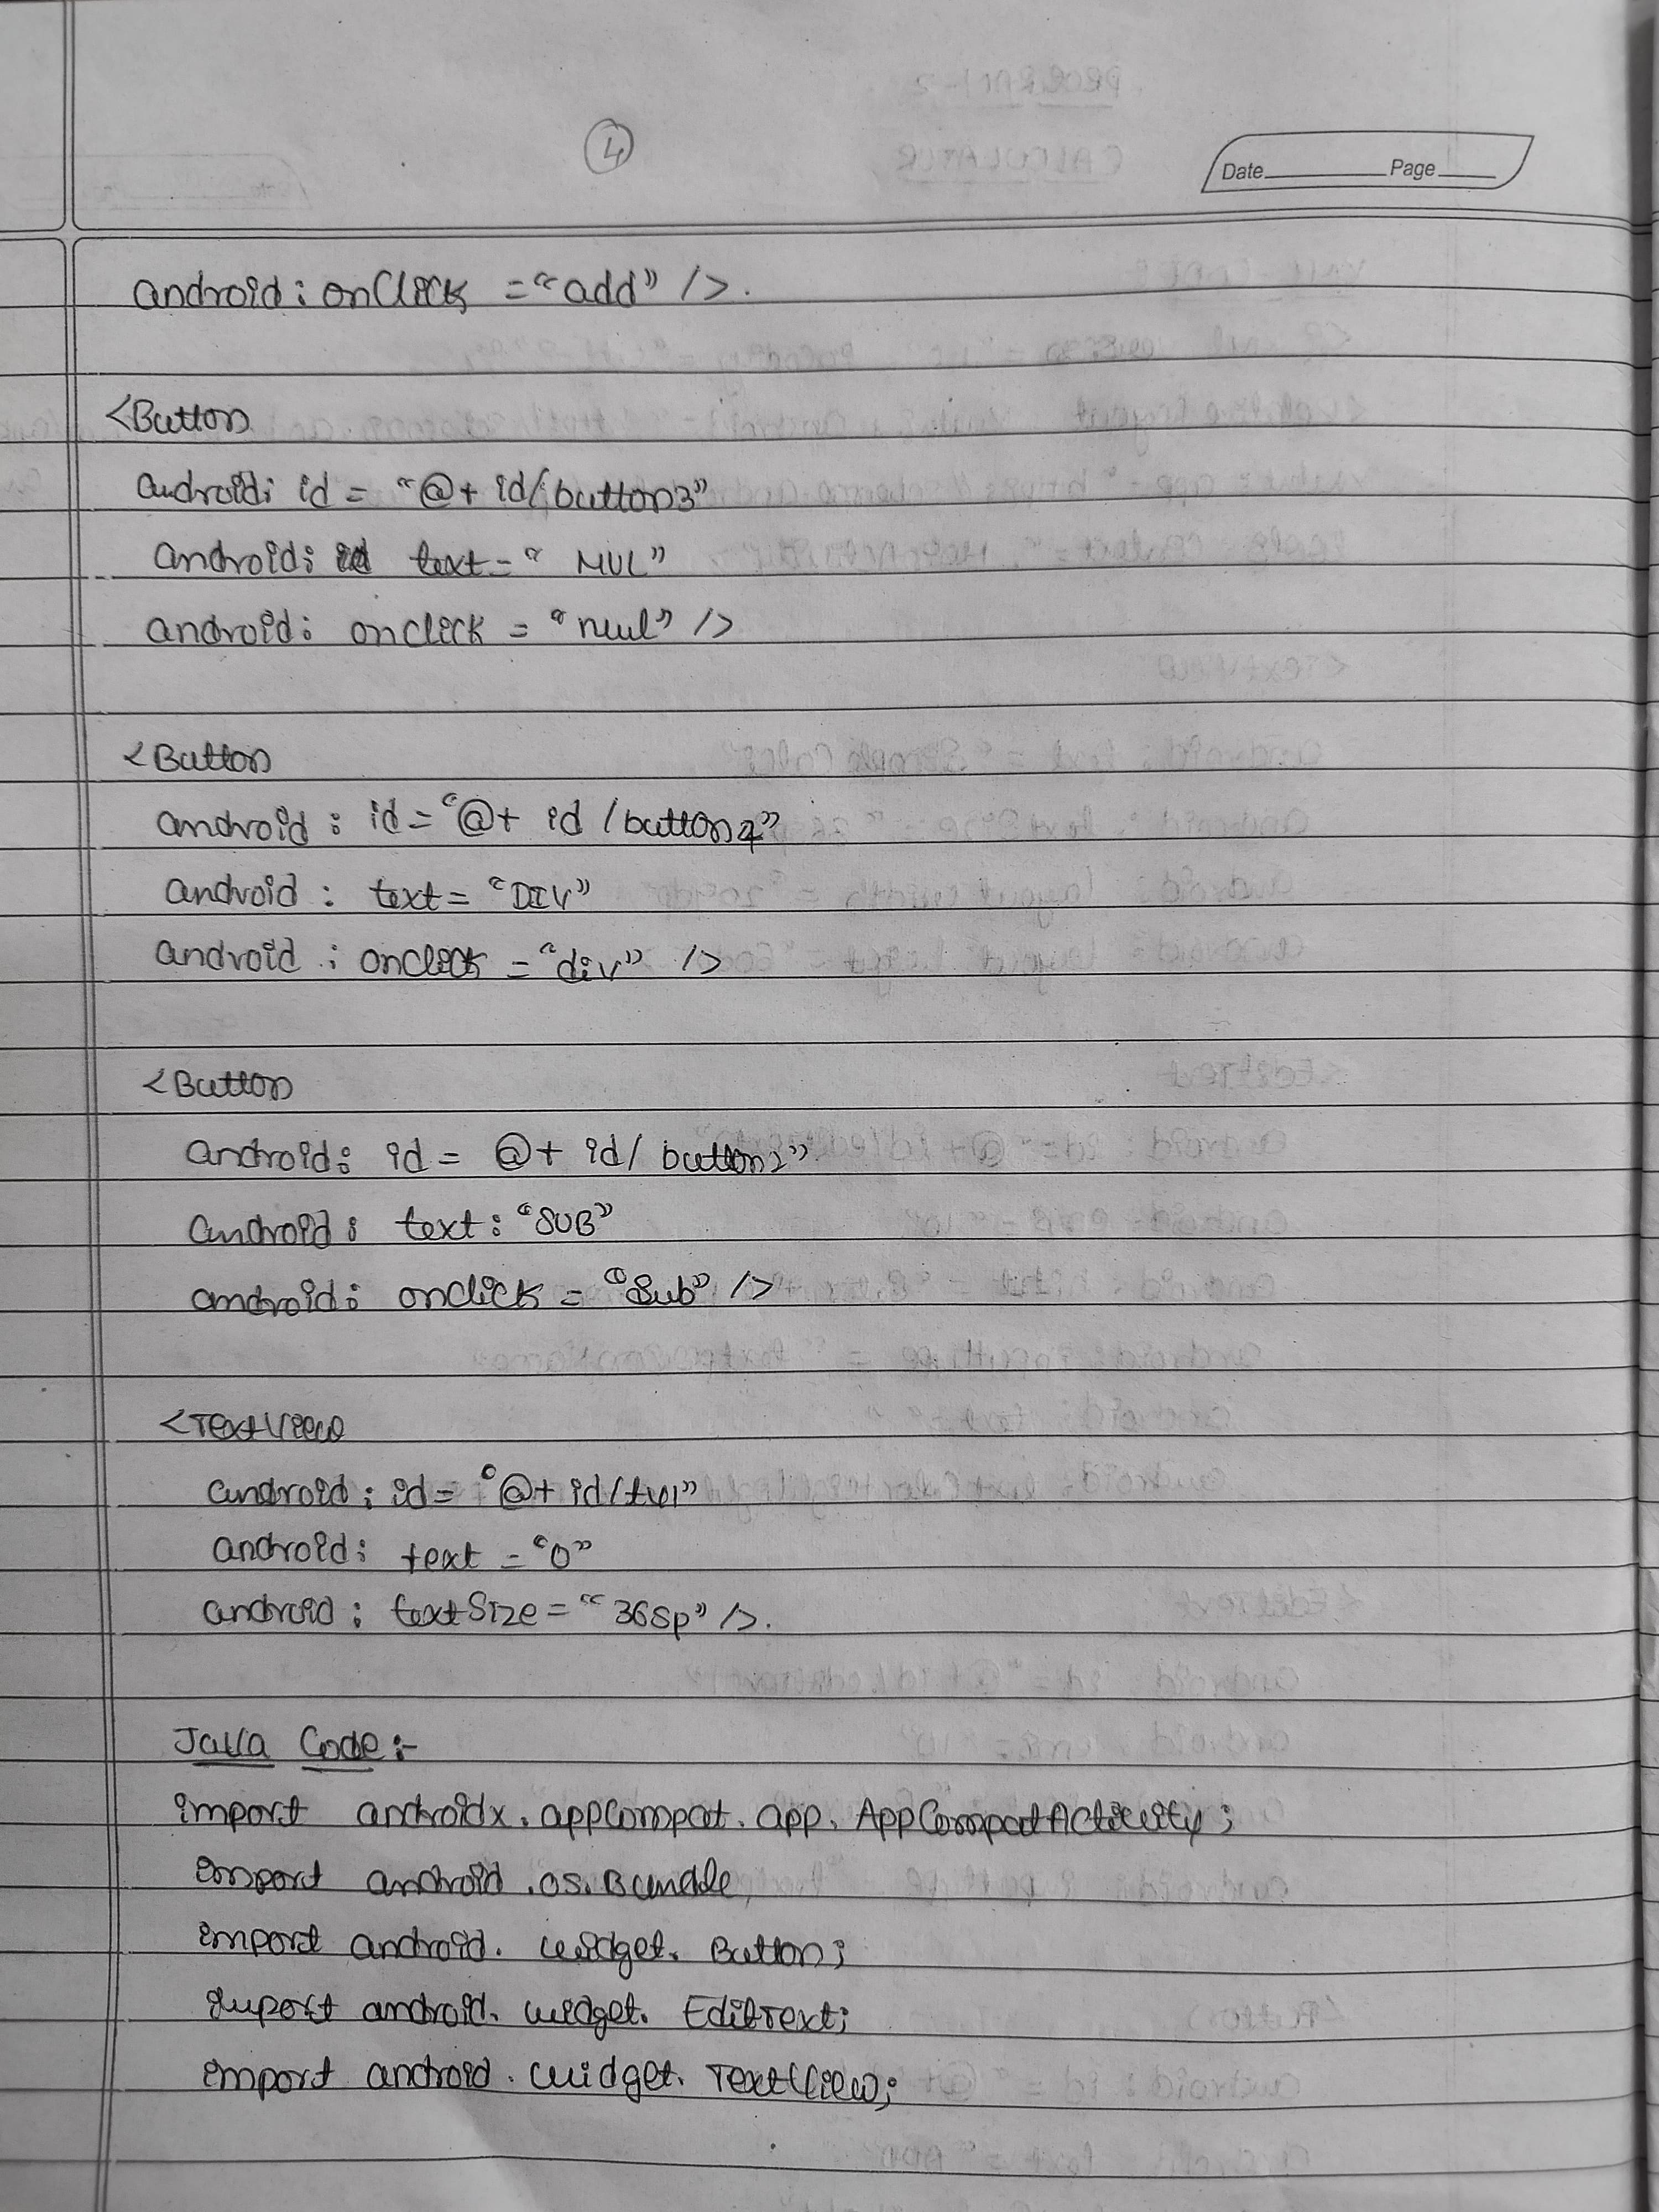 4
Date Page
android: onClick = "add" />.
<Button
android: id = "@+ id/button3"
android: text = " MUL"
android: onclick = "mul" />
<Button
android : id = "@+ id / button4"
android : text = "DIV"
android : onclick = "div" />
<Button
android: id = @+ id/ button2"
android: text: "SUB"
android: onclick = "Sub" />
<TextView
android: id = "@+ id/tv1"
android: text = "0"
android: textSize = "36sp" />.
Java Code:-
import androidx. appCompat. app. AppCompatActivity;
import android .os.Bundle,
import android. widget. Button;
import android. widget. EditText;
import android. widget. TextView;